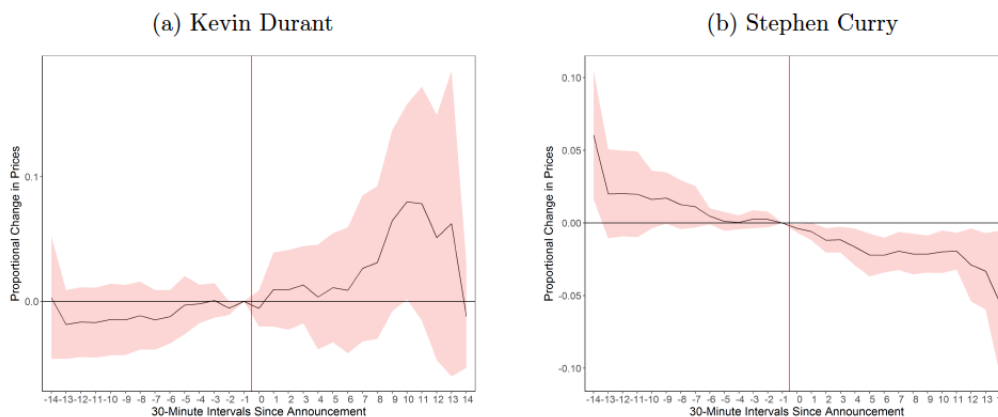 (a) Kevin Durant
Proportional Change in Prices
0.1
0.0
-14 -13 -12 -11 -10 -9 -8 -7 -6 -5 -4 -3 -2 -1 0 1 2 3 4 5 6 7 8 9 10 11 12 13 14
30-Minute Intervals Since Announcement
(b) Stephen Curry
Proportional Change in Prices
0.10
0.05
0.00
-0.05
-0.10
-14 -13 -12 -11 -10 -9 -8 -7 -6 -5 -4 -3 -2 -1 0 1 2 3 4 5 6 7 8 9 10 11 12 13 14
30-Minute Intervals Since Announcement